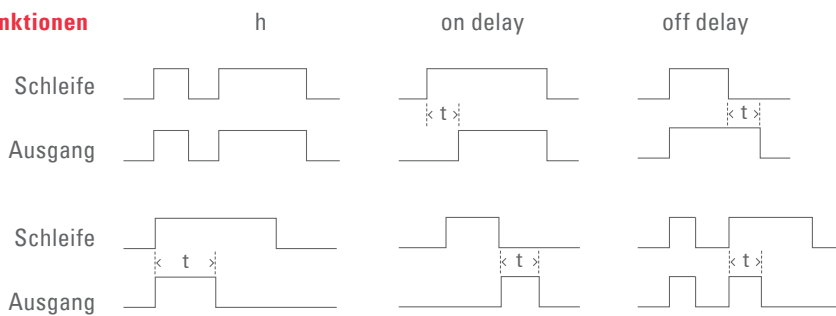 nktionen h on delay off delay
Schleife
t t
Ausgang
Schleife
t t t
Ausgang